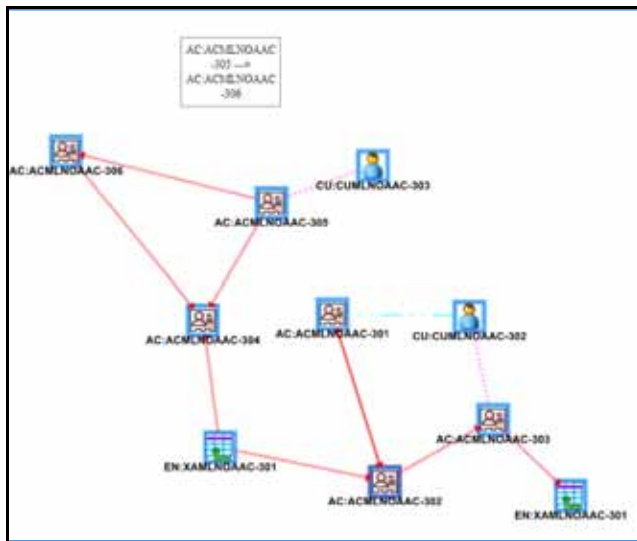 AC:ACMLNOAAC
-305 --->
AC:ACMLNOAAC
-306
AC:ACMLNOAAC-306
CU:CUMLNOAAC-303
AC:ACMLNOAAC-305
AC:ACMLNOAAC-304
AC:ACMLNOAAC-301
CU:CUMLNOAAC-302
AC:ACMLNOAAC-303
EN:XAMLNOAAC-301
AC:ACMLNOAAC-302
EN:XAMLNOAAC-301